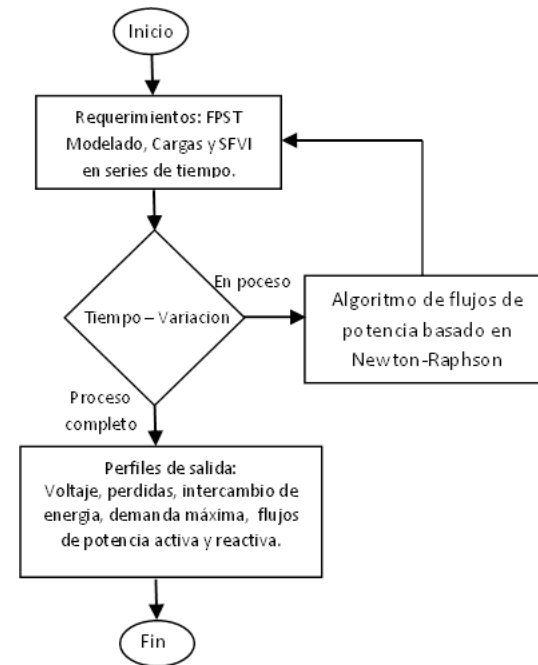 Inicio
Requerimientos: FPST
Modelado, Cargas y SFVI
en series de tiempo.
En poceso
Tiempo – Variacion
Algoritmo de flujos de
potencia basado en
Newton-Raphson
Proceso
completo
Perfiles de salida:
Voltaje, perdidas, intercambio de
energia, demanda máxima, flujos
de potencia activa y reactiva.
Fin